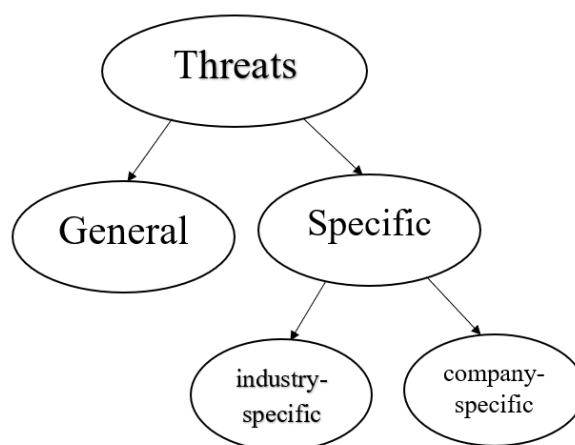 Threats
General
Specific
industry-
specific
company-
specific